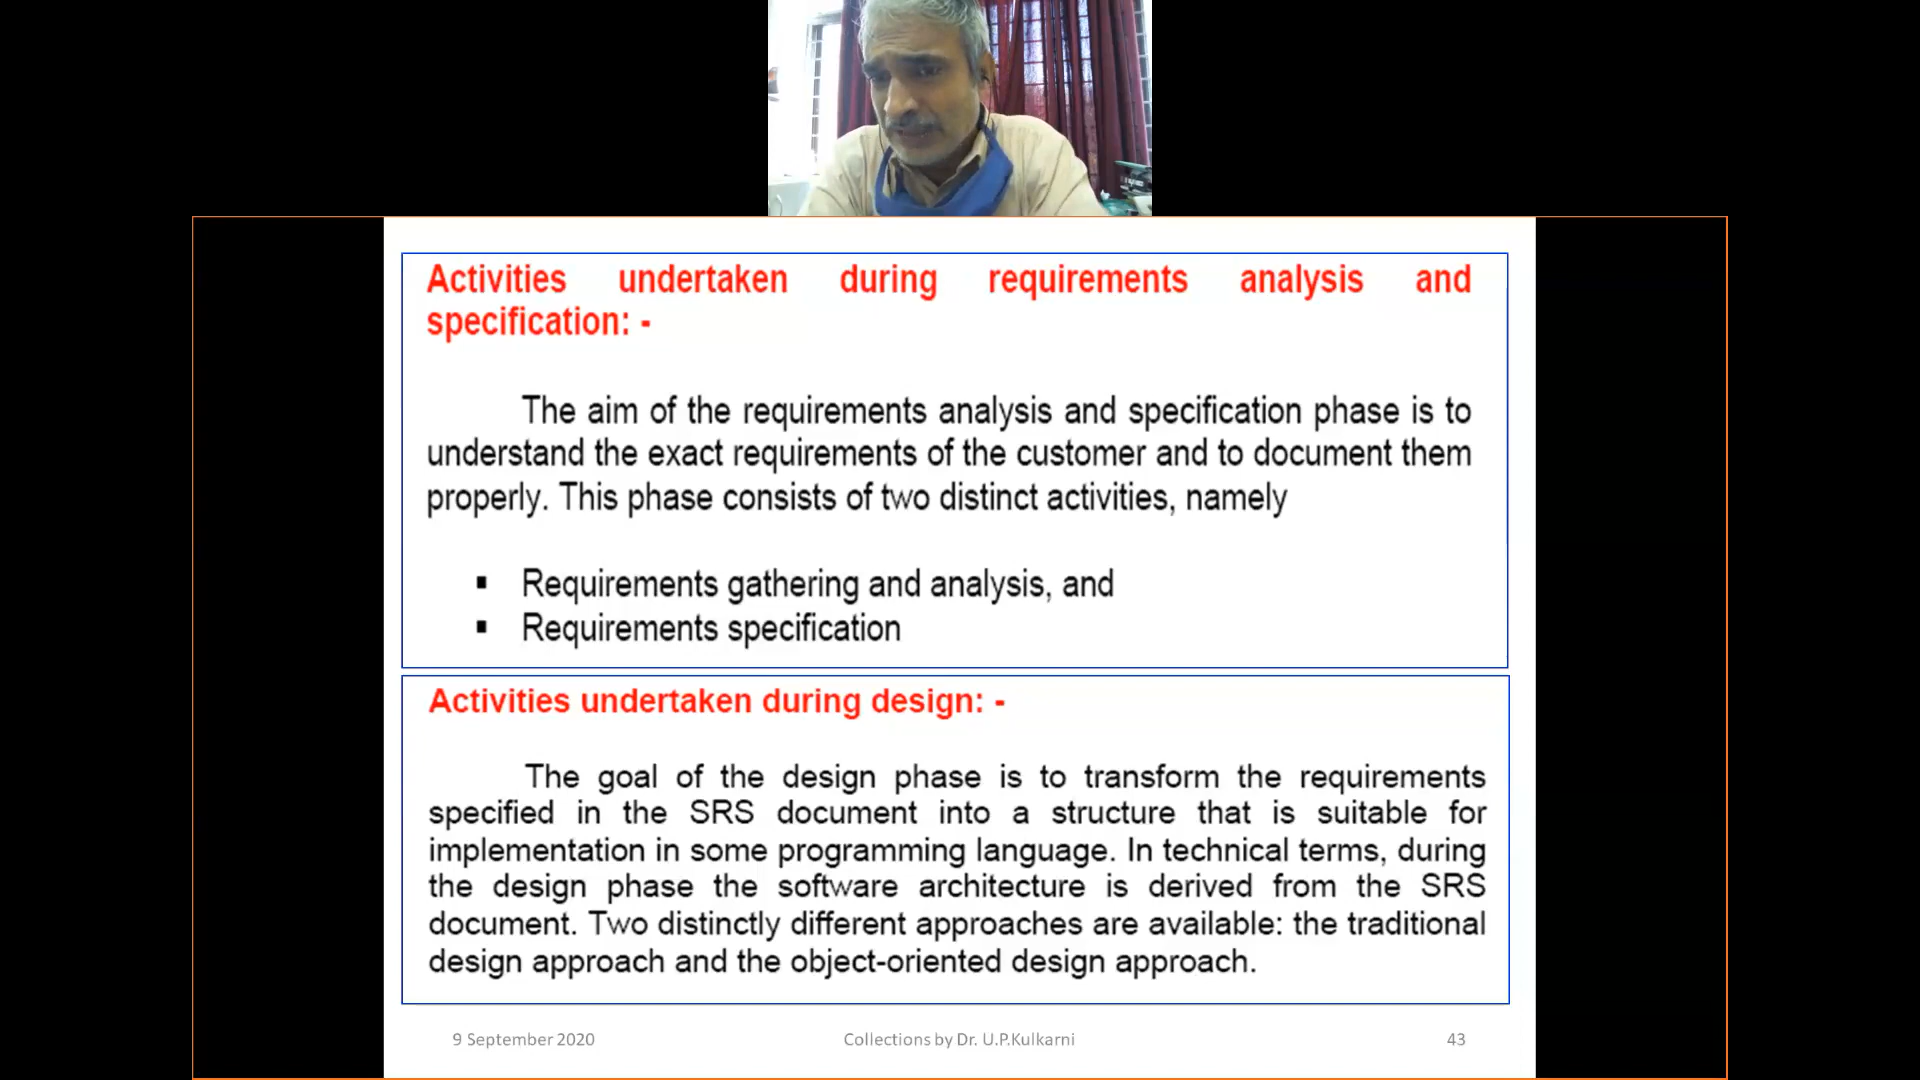 Activities undertaken during requirements analysis and
specification: -
The aim of the requirements analysis and specification phase is to
understand the exact requirements of the customer and to document them
properly. This phase consists of two distinct activities, namely
▪ Requirements gathering and analysis, and
▪ Requirements specification
Activities undertaken during design: -
The goal of the design phase is to transform the requirements
specified in the SRS document into a structure that is suitable for
implementation in some programming language. In technical terms, during
the design phase the software architecture is derived from the SRS
document. Two distinctly different approaches are available: the traditional
design approach and the object-oriented design approach.
9 September 2020 Collections by Dr. U.P.Kulkarni 43